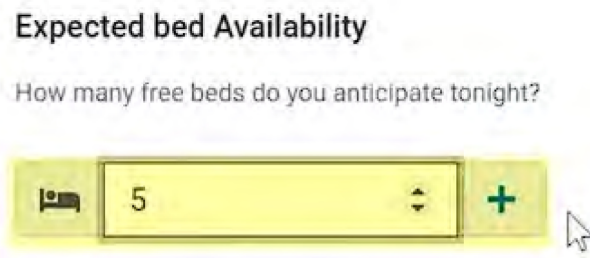 Expected bed Availability
How many free beds do you anticipate tonight?
5 +